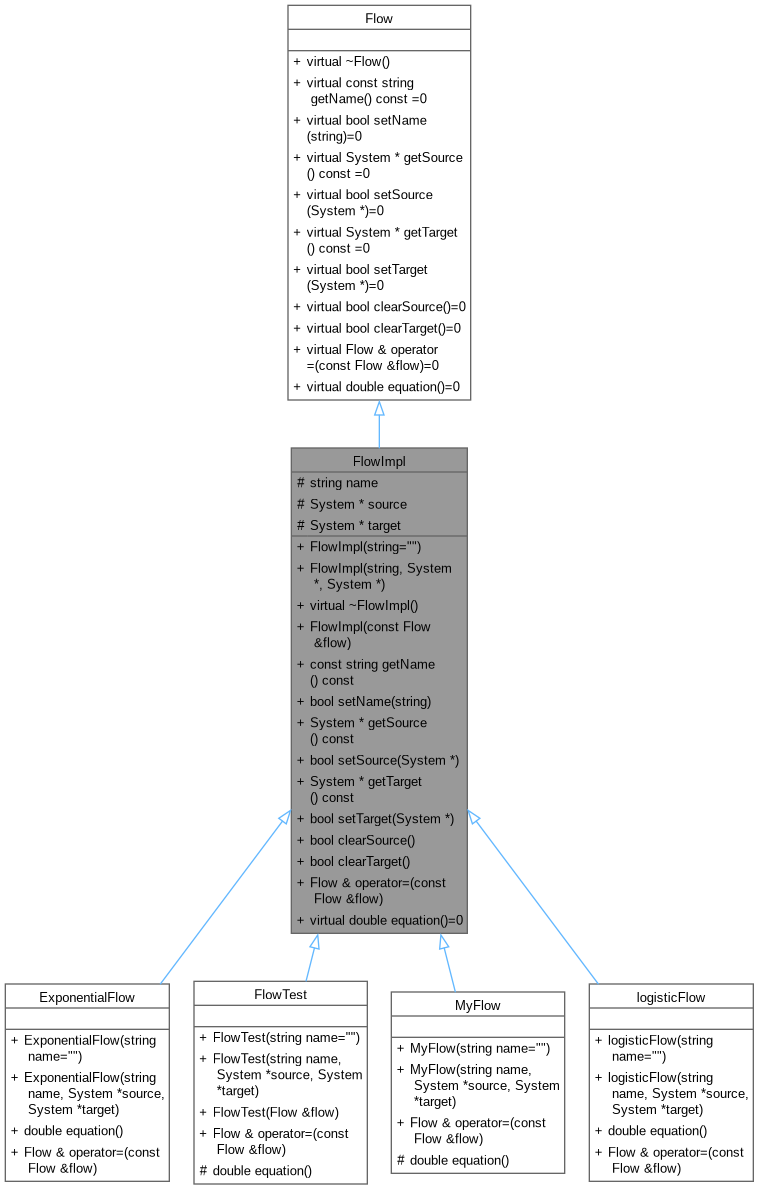 Flow
+ virtual ~Flow()
+ virtual const string
getName() const =0
+ virtual bool setName
(string)=0
+ virtual System * getSource
() const =0
+ virtual bool setSource
(System *)=0
+ virtual System * getTarget
() const =0
+ virtual bool setTarget
(System *)=0
+ virtual bool clearSource()=0
+ virtual bool clearTarget()=0
+ virtual Flow & operator
=(const Flow &flow)=0
+ virtual double equation()=0
FlowImpl
# string name
# System * source
# System * target
+ FlowImpl(string="")
+ FlowImpl(string, System
*, System *)
+ virtual ~FlowImpl()
+ FlowImpl(const Flow
&flow)
+ const string getName
() const
+ bool setName(string)
+ System * getSource
() const
+ bool setSource(System *)
+ System * getTarget
() const
+ bool setTarget(System *)
+ bool clearSource()
+ bool clearTarget()
+ Flow & operator=(const
Flow &flow)
+ virtual double equation()=0
ExponentialFlow
+ ExponentialFlow(string
name="")
+ ExponentialFlow(string
name, System *source,
System *target)
+ double equation()
+ Flow & operator=(const
Flow &flow)
FlowTest
+ FlowTest(string name="")
+ FlowTest(string name,
System *source, System
*target)
+ FlowTest(Flow &flow)
+ Flow & operator=(const
Flow &flow)
# double equation()
MyFlow
+ MyFlow(string name="")
+ MyFlow(string name,
System *source, System
*target)
+ Flow & operator=(const
Flow &flow)
# double equation()
logisticFlow
+ logisticFlow(string
name="")
+ logisticFlow(string
name, System *source,
System *target)
+ double equation()
+ Flow & operator=(const
Flow &flow)